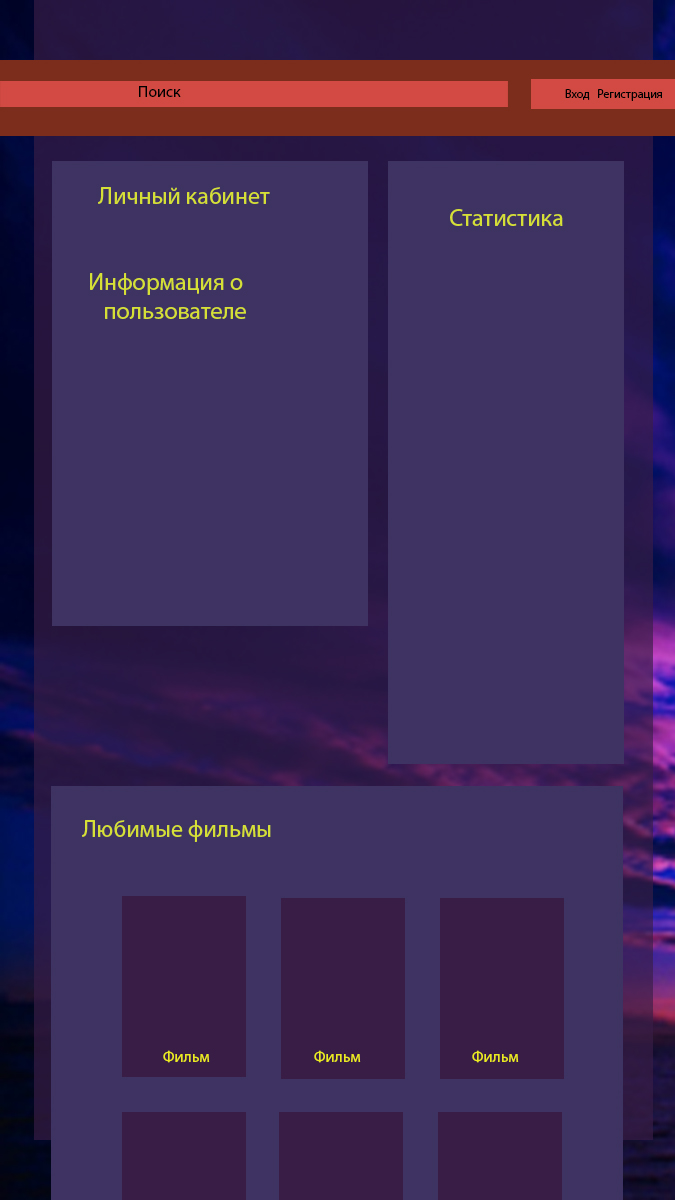 Поиск
Вход Регистрация
Личный кабинет
Статистика
Информация о
пользователе
Любимые фильмы
Фильм
Фильм
Фильм